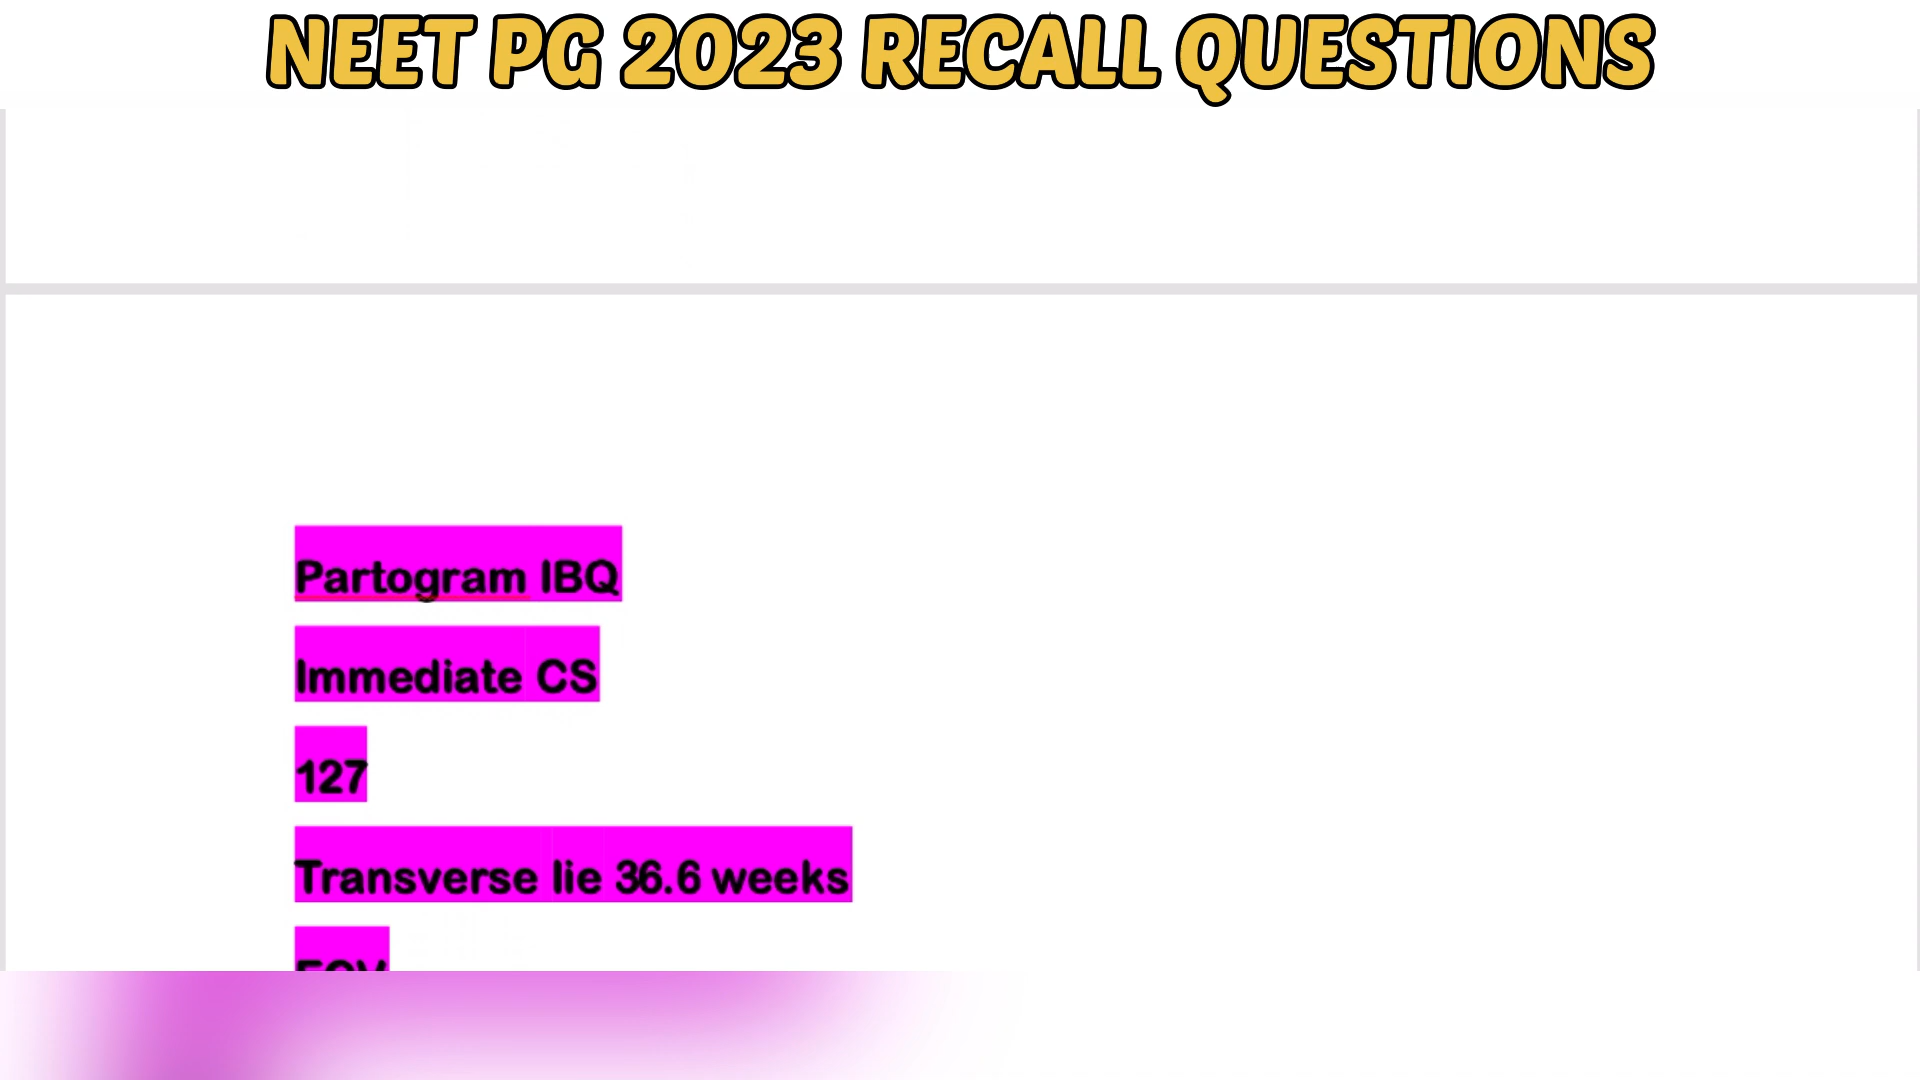 NEET PG 2023 RECALL QUESTIONS
Partogram IBQ
Immediate CS
127
Transverse lie 36.6 weeks